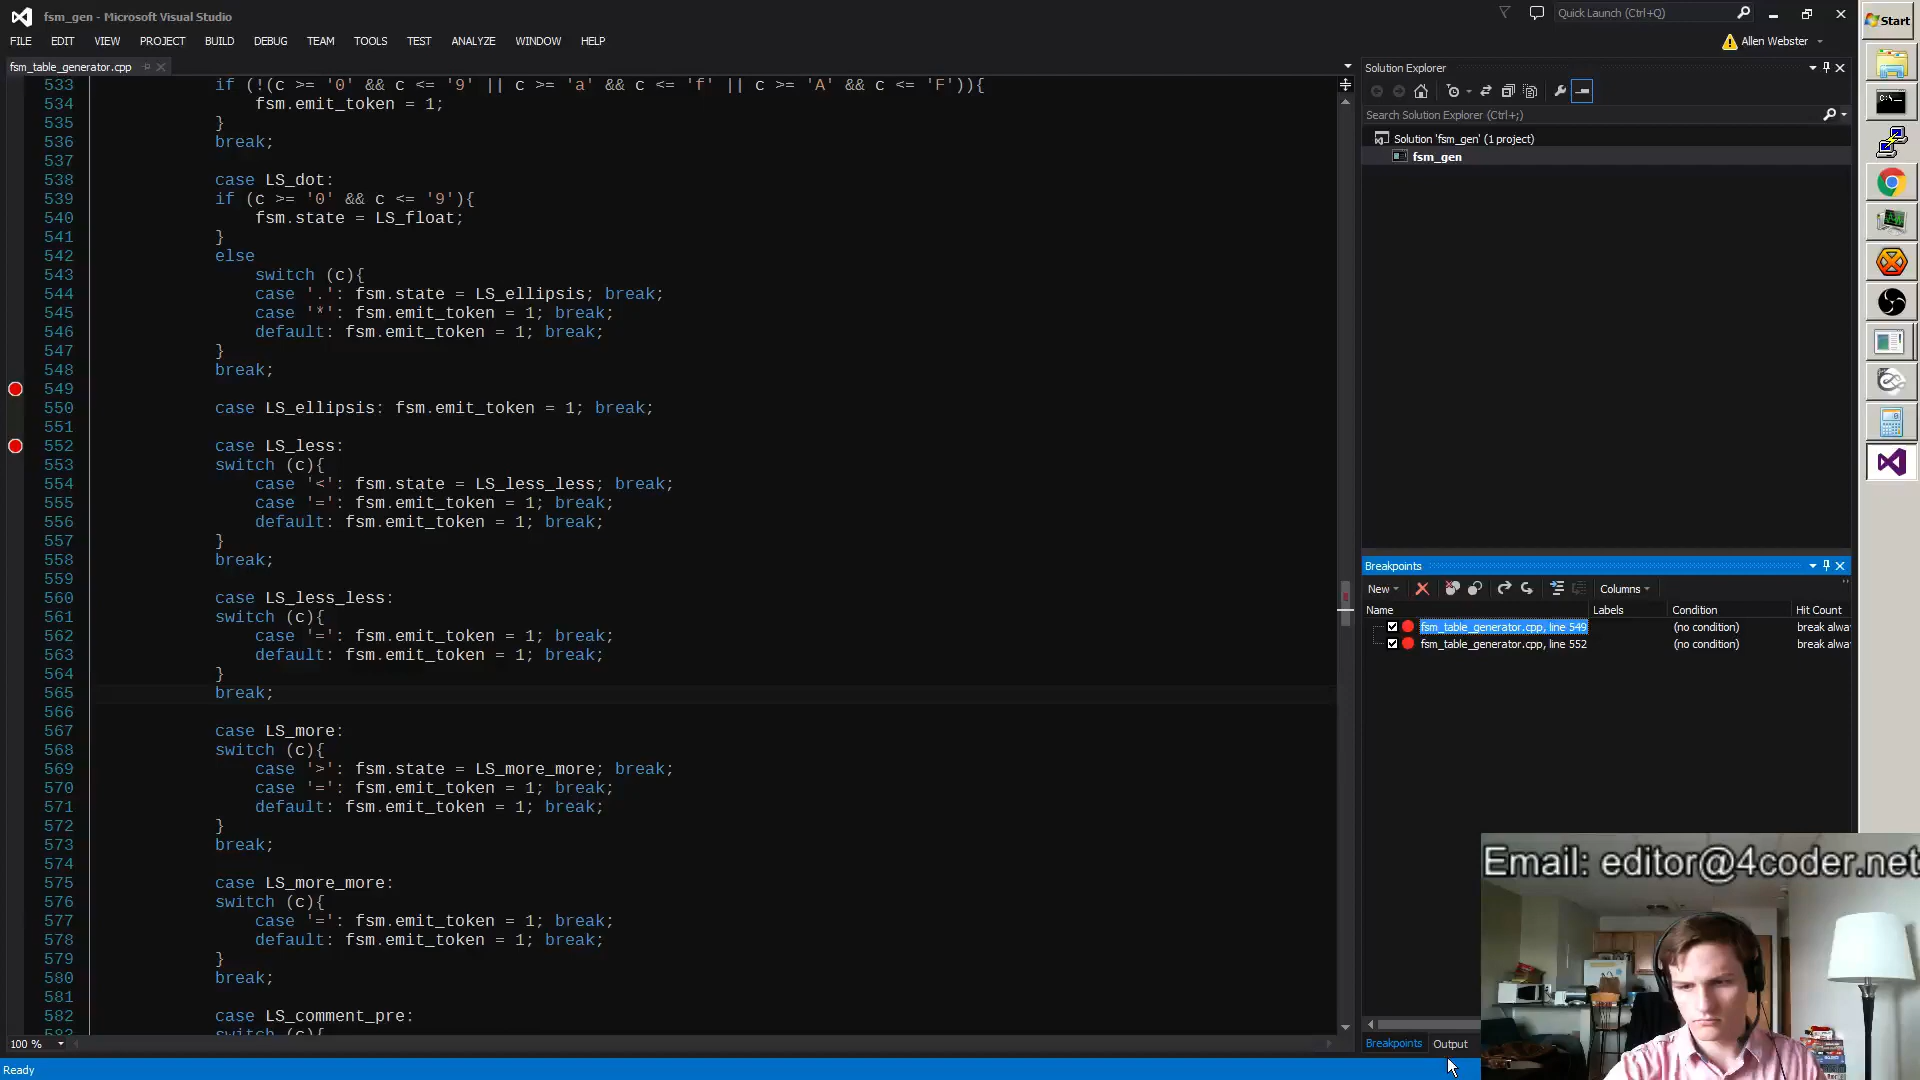 fsm_gen - Microsoft Visual Studio
Quick Launch (Ctrl+Q)
Start
FILE EDIT VIEW PROJECT BUILD DEBUG TEAM TOOLS TEST ANALYZE WINDOW HELP
Allen Webster
fsm_table_generator.cpp
533 if (!(c >= '0' && c <= '9' || c >= 'a' && c <= 'f' || c >= 'A' && c <= 'F')){
534 fsm.emit_token = 1;
535 }
536 break;
537
538 case LS_dot:
539 if (c >= '0' && c <= '9'){
540 fsm.state = LS_float;
541 }
542 else
543 switch (c){
544 case '.': fsm.state = LS_ellipsis; break;
545 case '*': fsm.emit_token = 1; break;
546 default: fsm.emit_token = 1; break;
547 }
548 break;
549
550 case LS_ellipsis: fsm.emit_token = 1; break;
551
552 case LS_less:
553 switch (c){
554 case '<': fsm.state = LS_less_less; break;
555 case '=': fsm.emit_token = 1; break;
556 default: fsm.emit_token = 1; break;
557 }
558 break;
559
560 case LS_less_less:
561 switch (c){
562 case '=': fsm.emit_token = 1; break;
563 default: fsm.emit_token = 1; break;
564 }
565 break;
566
567 case LS_more:
568 switch (c){
569 case '>': fsm.state = LS_more_more; break;
570 case '=': fsm.emit_token = 1; break;
571 default: fsm.emit_token = 1; break;
572 }
573 break;
574
575 case LS_more_more:
576 switch (c){
577 case '=': fsm.emit_token = 1; break;
578 default: fsm.emit_token = 1; break;
579 }
580 break;
581
582 case LS_comment_pre:
583 switch (c){
100 %
Ready
Solution Explorer
Search Solution Explorer (Ctrl+;)
Solution 'fsm_gen' (1 project)
fsm_gen
Breakpoints
New Columns
Name Labels Condition Hit Count
fsm_table_generator.cpp, line 549 (no condition) break alwa
fsm_table_generator.cpp, line 552 (no condition) break alwa
Breakpoints Output
Email: editor@4coder.net